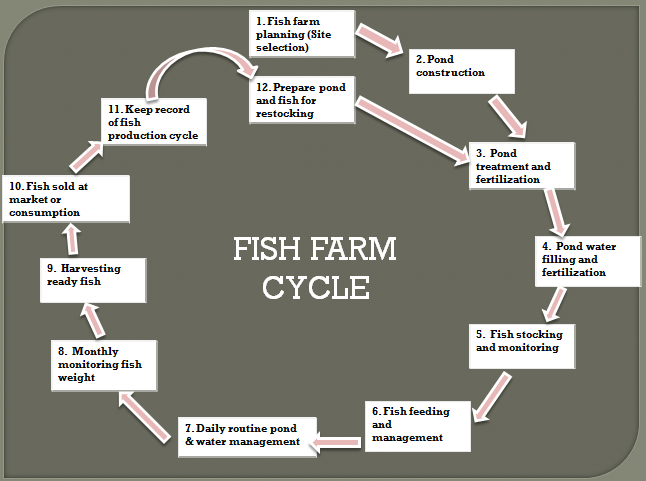 1. Fish farm
planning (Site
selection)
2. Pond
construction
12. Prepare pond
and fish for
restocking
11. Keep record
of fish
production cycle
3. Pond
treatment and
fertilization
10. Fish sold at
market or
consumption
4. Pond water
filling and
fertilization
FISH FARM
CYCLE
9. Harvesting
ready fish
5. Fish stocking
and monitoring
8. Monthly
monitoring fish
weight
6. Fish feeding
and
management
7. Daily routine pond
& water management